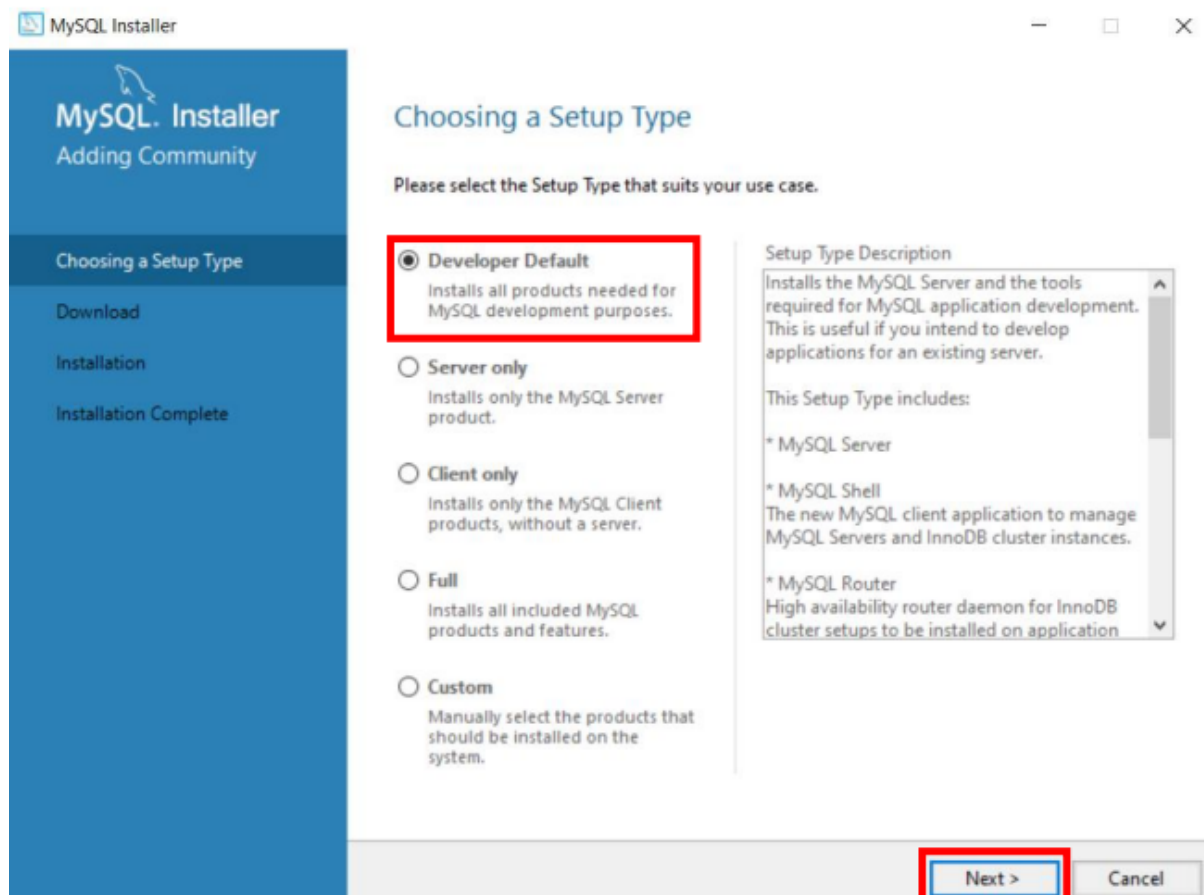 MySQL Installer
MySQL. Installer
Adding Community
Choosing a Setup Type
Download
Installation
Installation Complete
Choosing a Setup Type
Please select the Setup Type that suits your use case.
Developer Default
Installs all products needed for
MySQL development purposes.
Server only
Installs only the MySQL Server
product.
Client only
Installs only the MySQL Client
products, without a server.
Full
Installs all included MySQL
products and features.
Custom
Manually select the products that
should be installed on the
system.
Setup Type Description
Installs the MySQL Server and the tools
required for MySQL application development.
This is useful if you intend to develop
applications for an existing server.
This Setup Type includes:
* MySQL Server
* MySQL Shell
The new MySQL client application to manage
MySQL Servers and InnoDB cluster instances.
* MySQL Router
High availability router daemon for InnoDB
cluster setups to be installed on application
Next >
Cancel